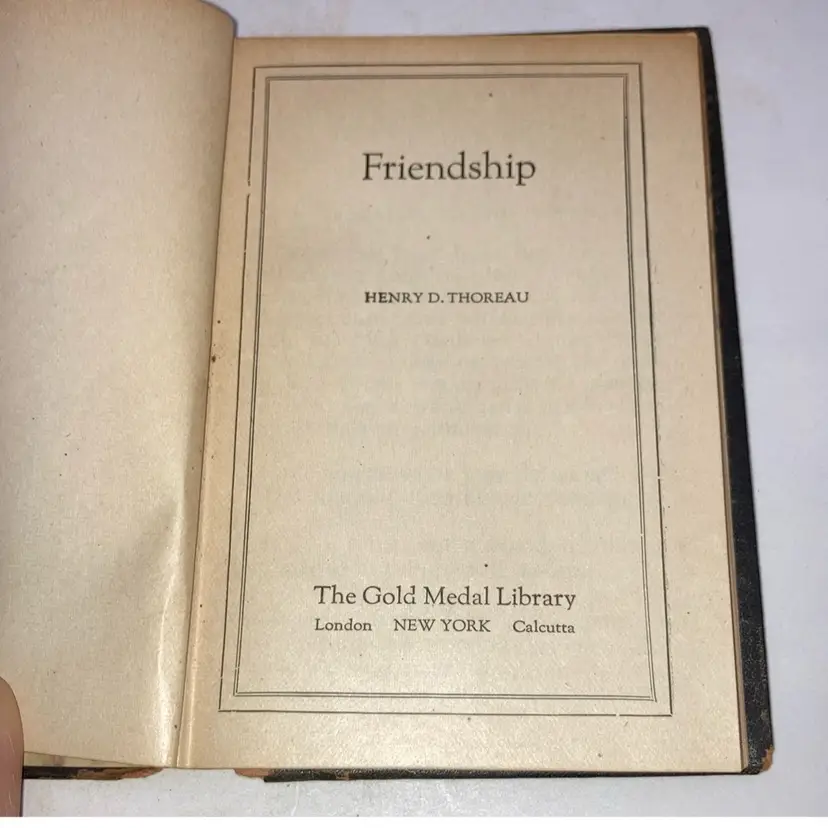 Friendship
HENRY D. THOREAU
The Gold Medal Library
London NEW YORK Calcutta